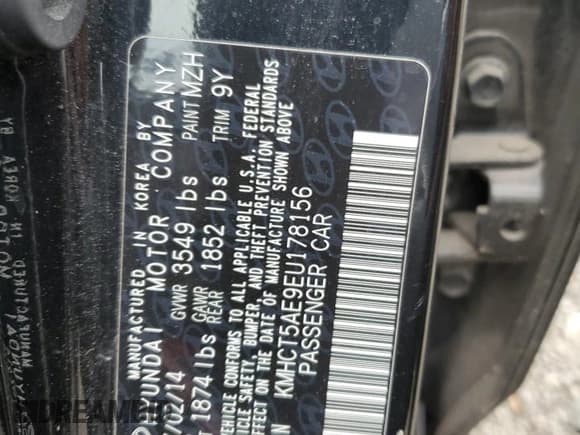 MANUFACTURED IN KOREA BY
HYUNDAI MOTOR COMPANY
/02/14 GVWR 3549 lbs PAINT MZH
1874 lbs GAWR REAR 1852 lbs TRIM 9Y
VEHICLE CONFORMS TO ALL APPLICABLE U.S.A. FEDERAL
SAFETY, BUMPER, AND THEFT PREVENTION STANDARDS
IN EFFECT ON THE DATE OF MANUFACTURE SHOWN ABOVE
KMHCT5AE9EU178156
PASSENGER CAR